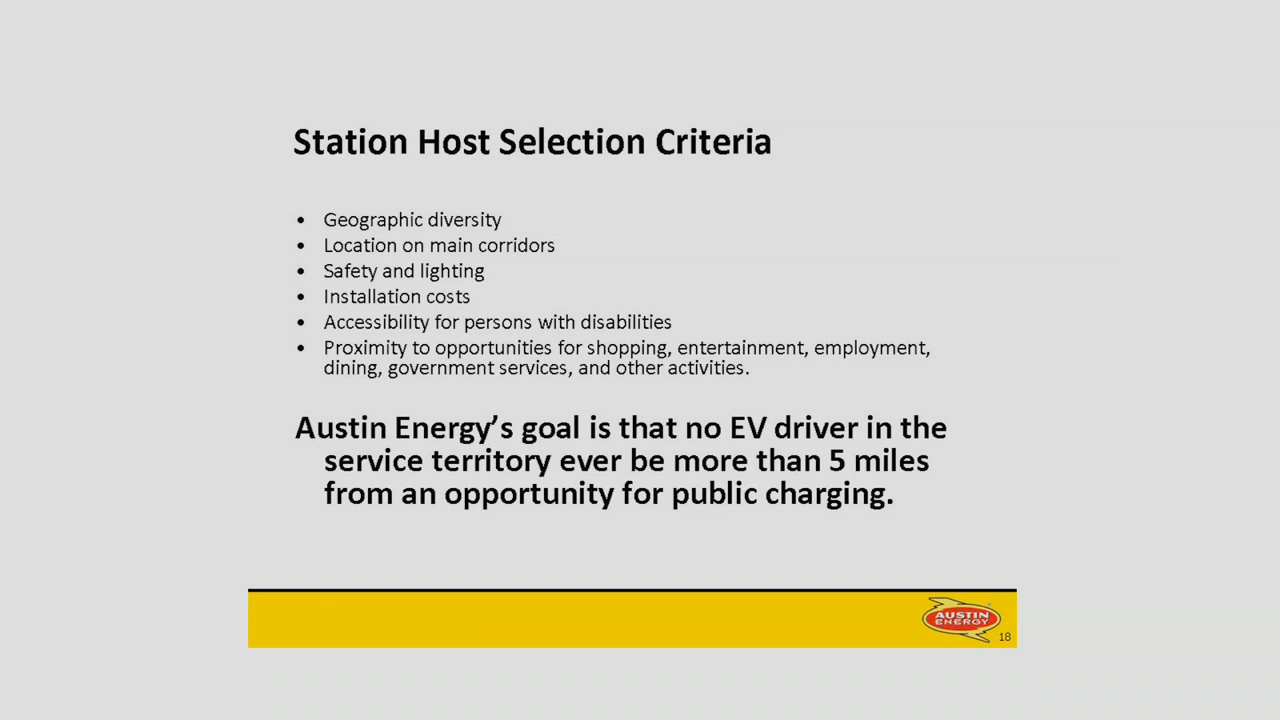 Station Host Selection Criteria
• Geographic diversity
• Location on main corridors
• Safety and lighting
• Installation costs
• Accessibility for persons with disabilities
• Proximity to opportunities for shopping, entertainment, employment,
dining, government services, and other activities.
Austin Energy’s goal is that no EV driver in the
service territory ever be more than 5 miles
from an opportunity for public charging.
AUSTIN
ENERGY
18